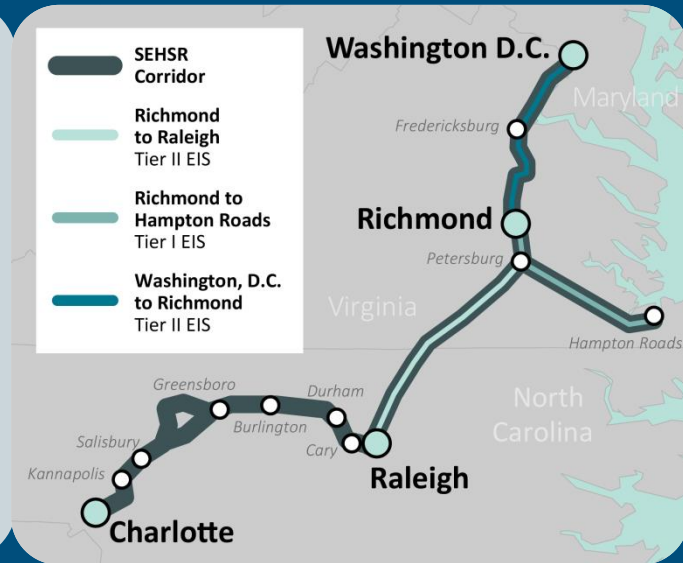 SEHSR
Corridor
Richmond
to Raleigh
Tier II EIS
Richmond to
Hampton Roads
Tier I EIS
Washington, D.C.
to Richmond
Tier II EIS
Washington D.C.
Maryland
Fredericksburg
Richmond
Petersburg
Virginia
Hampton Roads
Greensboro
Durham
North
Carolina
Burlington
Salisbury
Cary
Kannapolis
Raleigh
Charlotte